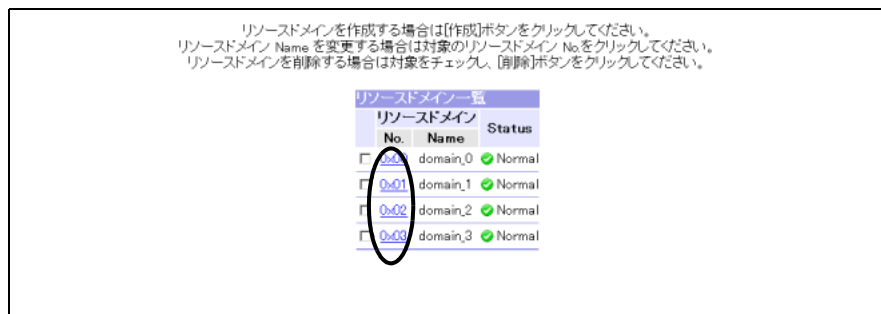 リソースドメインを作成する場合は[作成]ボタンをクリックしてください。
リソースドメイン Name を変更する場合は対象のリソースドメイン No.をクリックしてください。
リソースドメインを削除する場合は対象をチェックし、[削除]ボタンをクリックしてください。
リソースドメイン一覧
リソースドメイン Status
No. Name
0x00 domain_0 Normal
0x01 domain_1 Normal
0x02 domain_2 Normal
0x03 domain_3 Normal